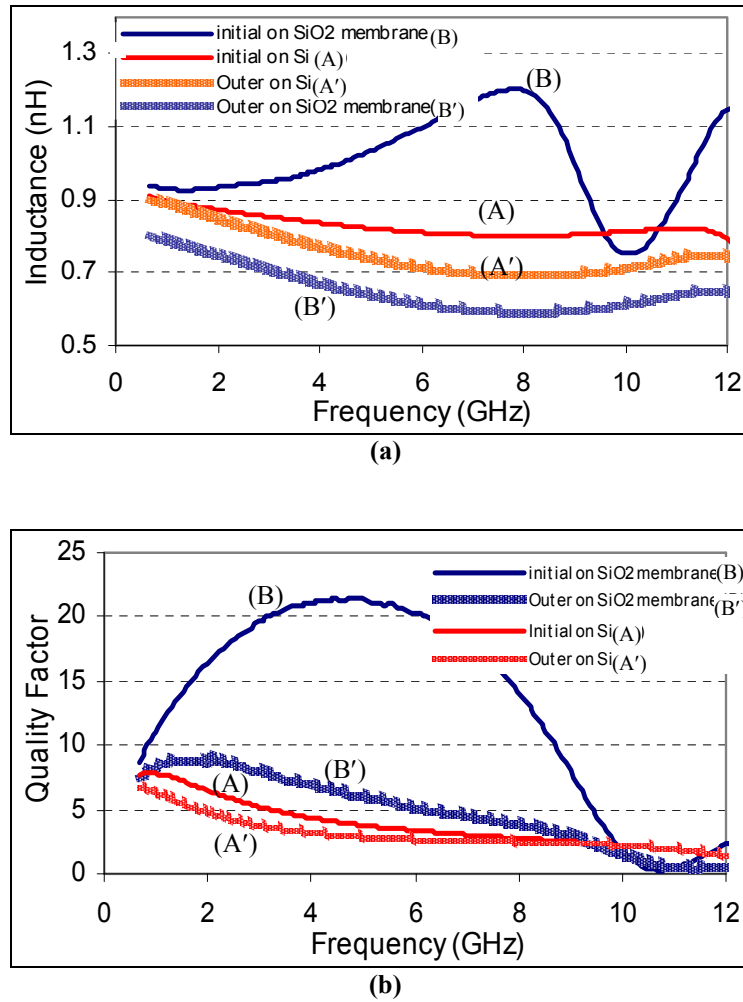 initial on SiO2 membrane(B)
initial on Si(A)
Outer on Si(A′)
Outer on SiO2 membrane(B′)
1.3
1.1
0.9
0.7
0.5
Inductance (nH)
(B)
(A)
(A′)
(B′)
0 2 4 6 8 10 12
Frequency (GHz)
(a)
25
20
15
10
5
0
Quality Factor
initial on SiO2 membrane(B)
Outer on SiO2 membrane(B′
Initial on Si(A)
Outer on Si(A′)
(B)
(B′)
(A)
(A′)
0 2 4 6 8 10 12
Frequency (GHz)
(b)